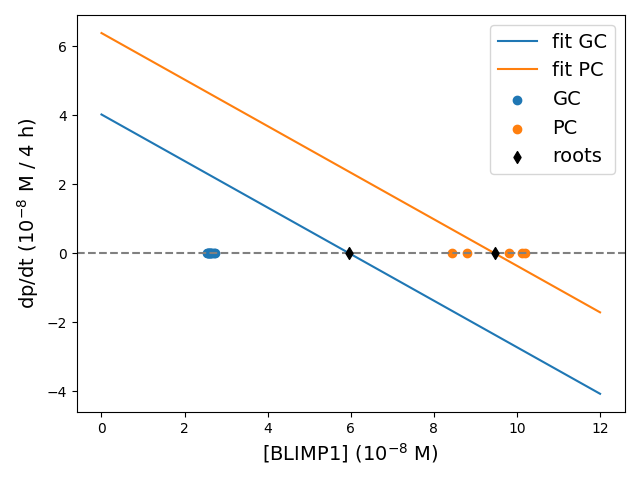 fit GC
fit PC
GC
PC
roots
dp/dt (10⁻⁸ M / 4 h)
6
4
2
0
−2
−4
0 2 4 6 8 10 12
[BLIMP1] (10⁻⁸ M)